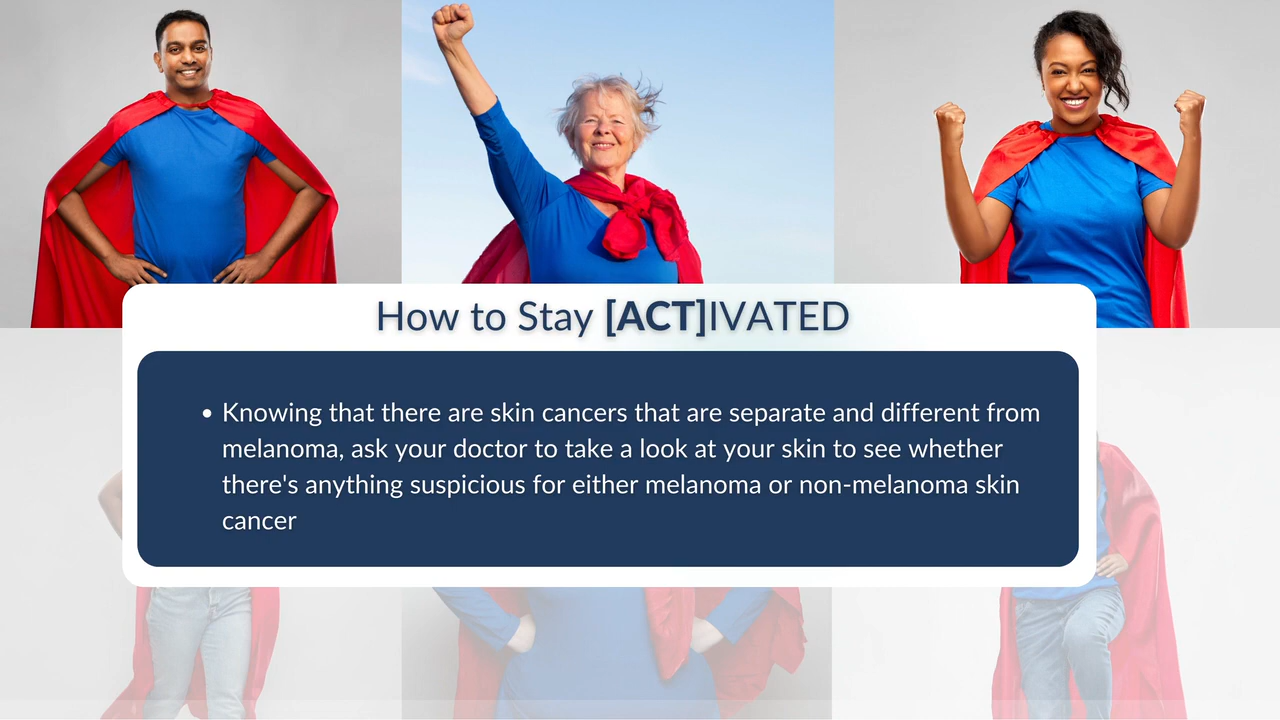 How to Stay [ACT]IVATED
• Knowing that there are skin cancers that are separate and different from
melanoma, ask your doctor to take a look at your skin to see whether
there's anything suspicious for either melanoma or non-melanoma skin
cancer